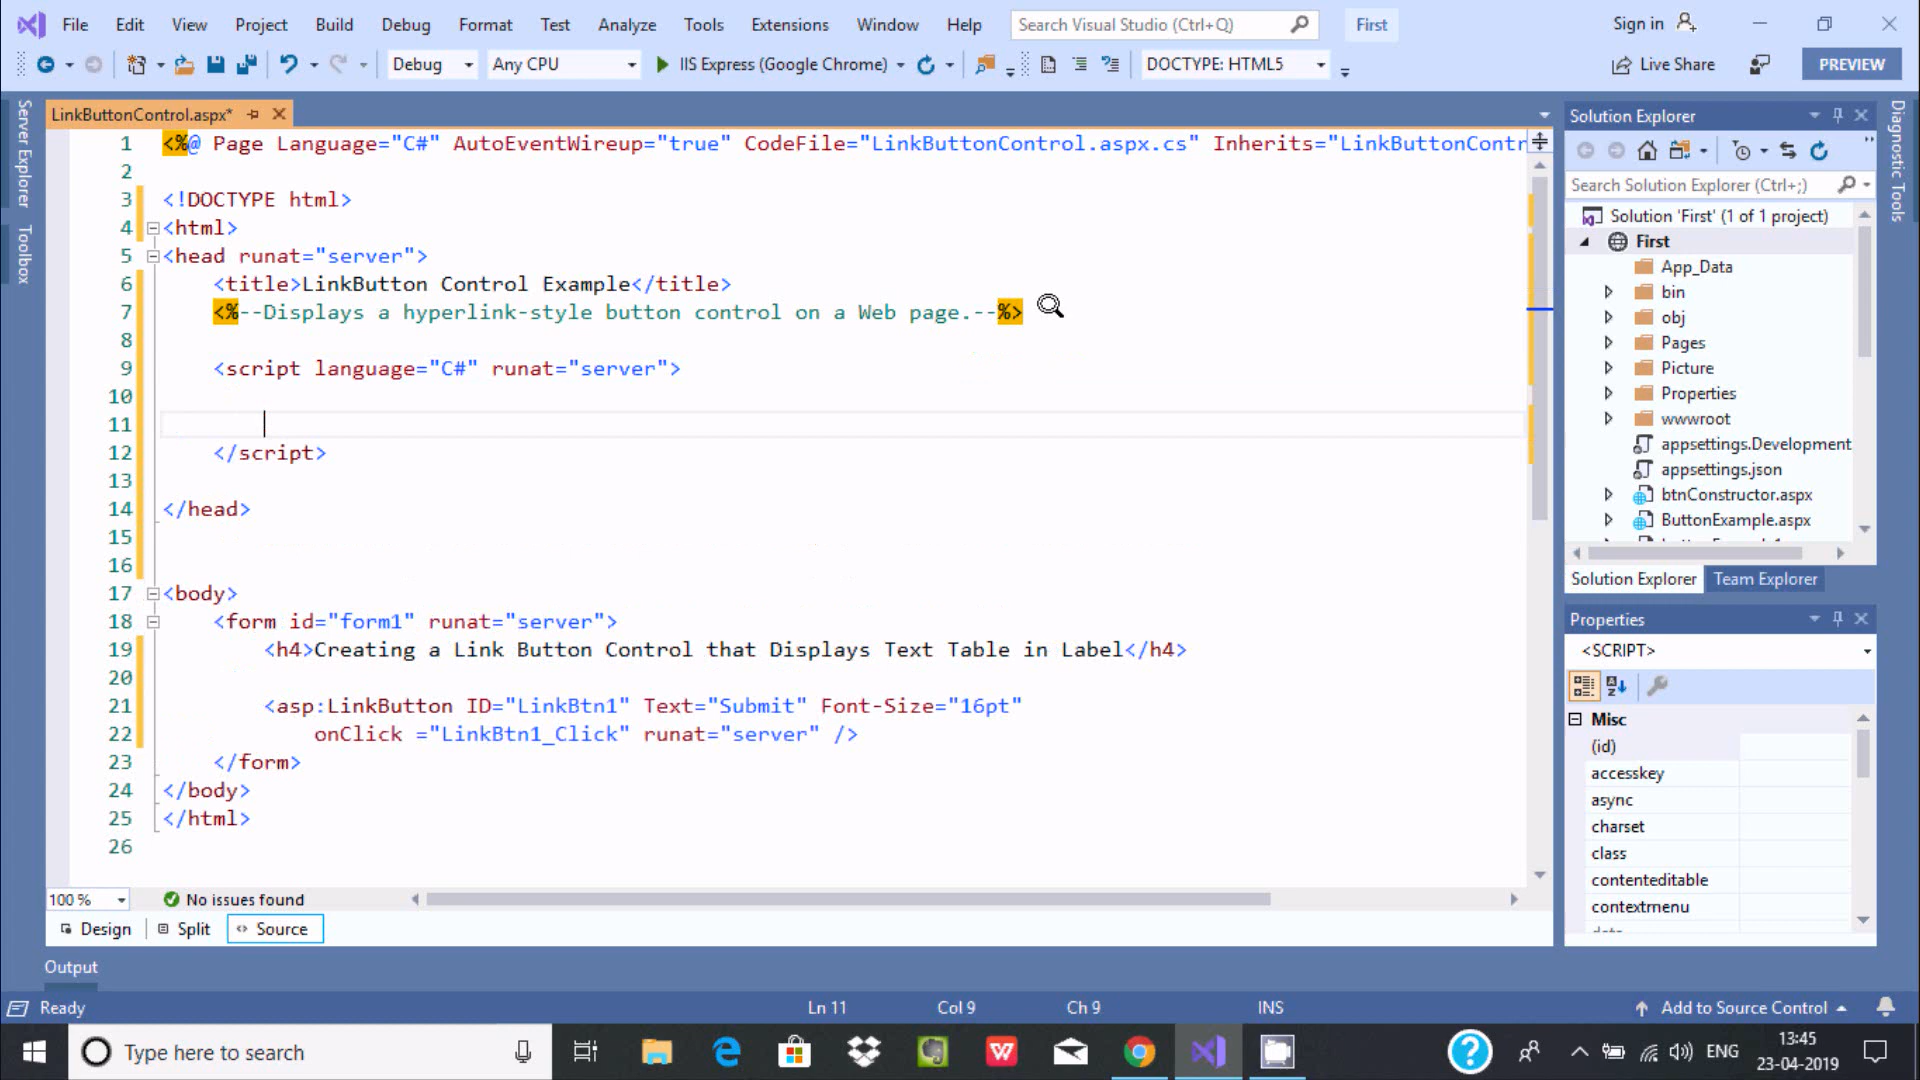 File Edit View Project Build Debug Format Test Analyze Tools Extensions Window Help Search Visual Studio (Ctrl+Q) First Sign in
Debug Any CPU IIS Express (Google Chrome) DOCTYPE: HTML5 Live Share PREVIEW
Server Explorer
Toolbox
LinkButtonControl.aspx*
1 <%@ Page Language="C#" AutoEventWireup="true" CodeFile="LinkButtonControl.aspx.cs" Inherits="LinkButtonContr
2
3 <!DOCTYPE html>
4 <html>
5 <head runat="server">
6 <title>LinkButton Control Example</title>
7 <%--Displays a hyperlink-style button control on a Web page.--%>
8
9 <script language="C#" runat="server">
10
11
12 </script>
13
14 </head>
15
16
17 <body>
18 <form id="form1" runat="server">
19 <h4>Creating a Link Button Control that Displays Text Table in Label</h4>
20
21 <asp:LinkButton ID="LinkBtn1" Text="Submit" Font-Size="16pt"
22 onClick ="LinkBtn1_Click" runat="server" />
23 </form>
24 </body>
25 </html>
26
100 % No issues found
Design Split Source
Solution Explorer
Search Solution Explorer (Ctrl+;)
Solution 'First' (1 of 1 project)
First
App_Data
bin
obj
Pages
Picture
Properties
wwwroot
appsettings.Development
appsettings.json
btnConstructor.aspx
ButtonExample.aspx
Solution Explorer Team Explorer
Properties
<SCRIPT>
Misc
(id)
accesskey
async
charset
class
contenteditable
contextmenu
Diagnostic Tools
Output
Ready Ln 11 Col 9 Ch 9 INS Add to Source Control
Type here to search ENG 13:45
23-04-2019